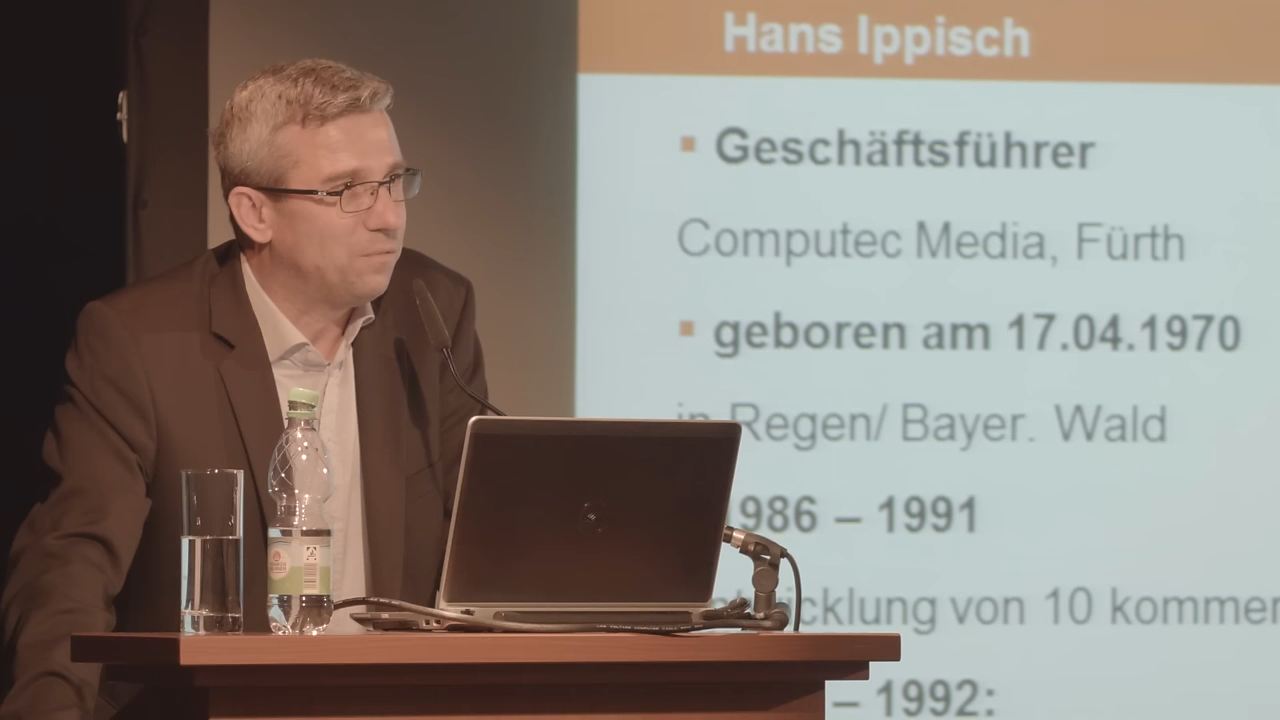 Hans Ippisch
Geschäftsführer
Computec Media, Fürth
geboren am 17.04.1970
in Regen/ Bayer. Wald
986 – 1991
icklung von 10 kommer
– 1992: